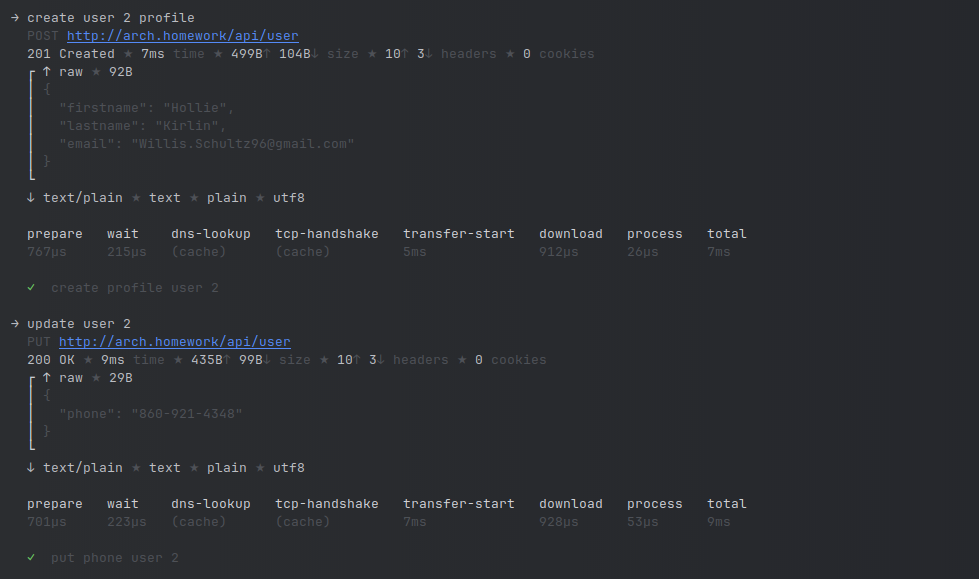 → create user 2 profile
POST http://arch.homework/api/user
201 Created ★ 7ms time ★ 499B↑ 104B↓ size ★ 10↑ 3↓ headers ★ 0 cookies
┌ ↑ raw ★ 92B
│ {
│   "firstname": "Hollie",
│   "lastname": "Kirlin",
│   "email": "Willis.Schultz96@gmail.com"
│ }
└
↓ text/plain ★ text ★ plain ★ utf8
prepare wait dns-lookup tcp-handshake transfer-start download process total
767µs 215µs (cache) (cache) 5ms 912µs 26µs 7ms
✓ create profile user 2
→ update user 2
PUT http://arch.homework/api/user
200 OK ★ 9ms time ★ 435B↑ 99B↓ size ★ 10↑ 3↓ headers ★ 0 cookies
┌ ↑ raw ★ 29B
│ {
│   "phone": "860-921-4348"
│ }
└
↓ text/plain ★ text ★ plain ★ utf8
prepare wait dns-lookup tcp-handshake transfer-start download process total
701µs 223µs (cache) (cache) 7ms 928µs 53µs 9ms
✓ put phone user 2